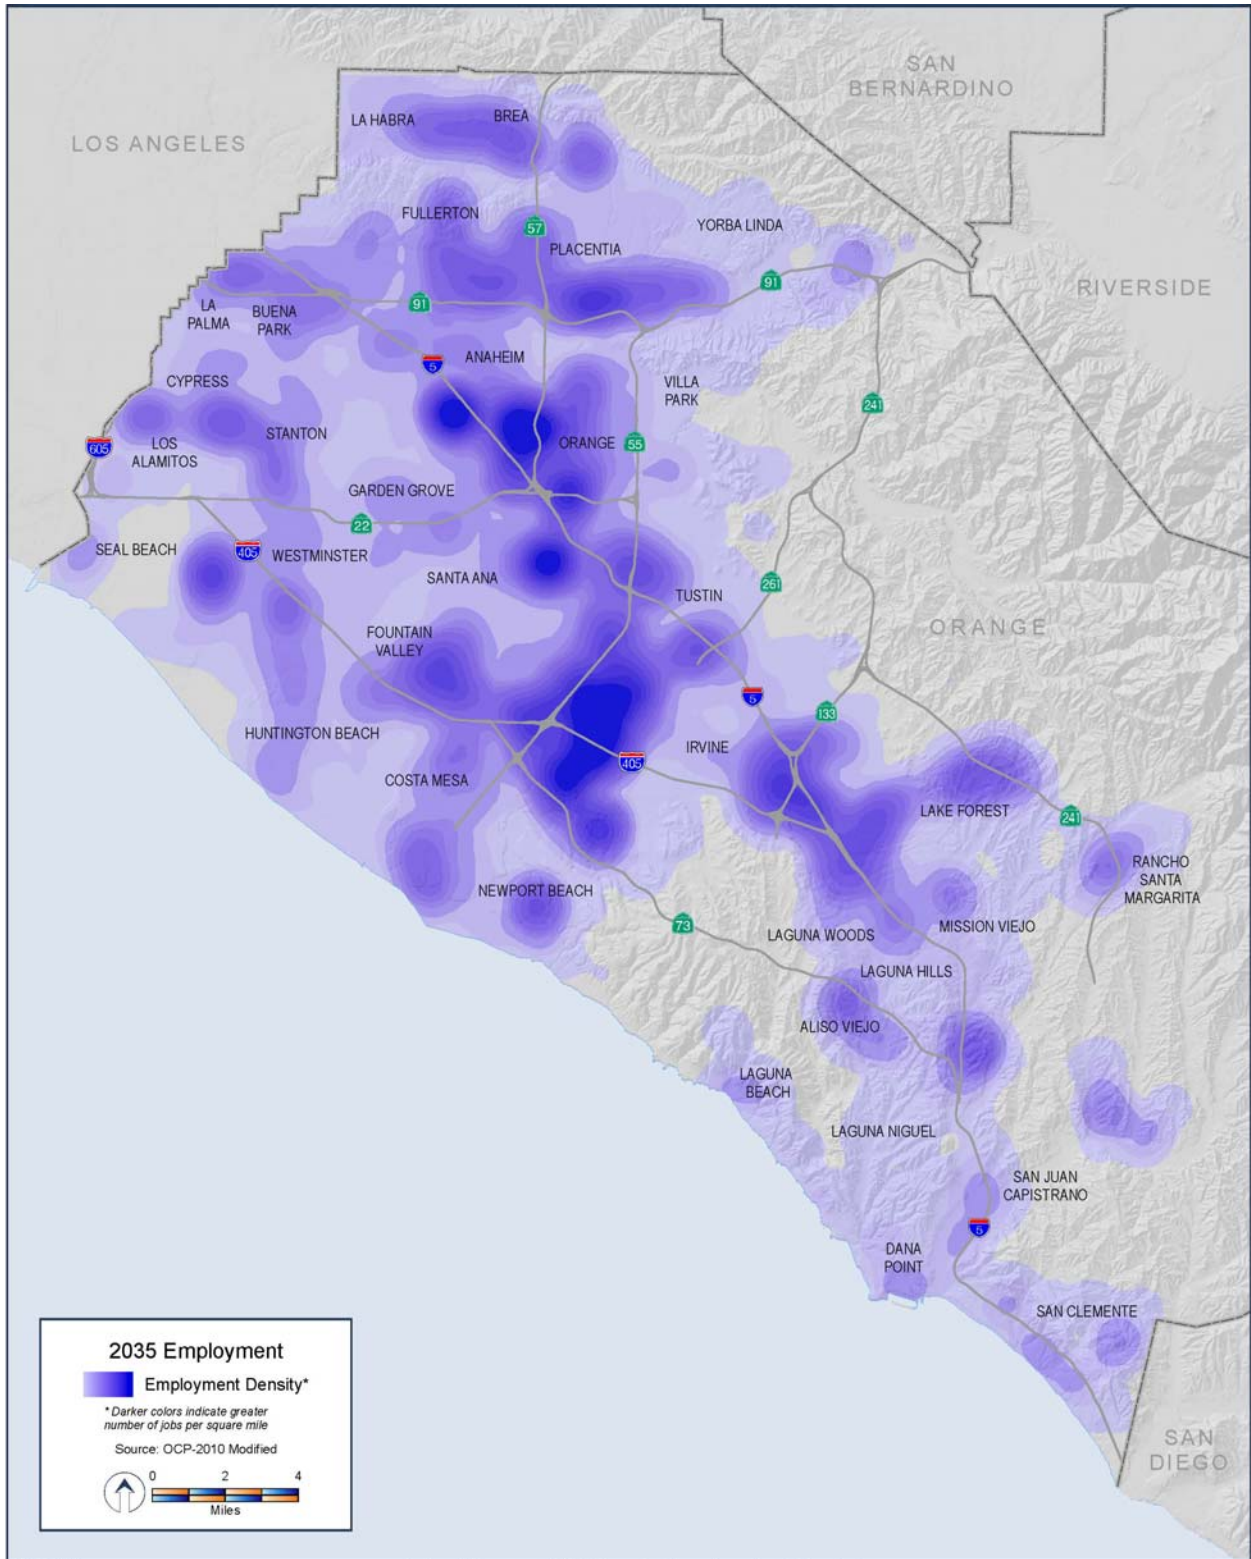 SAN
BERNARDINO
LOS ANGELES
LA HABRA
BREA
FULLERTON
57
PLACENTIA
YORBA LINDA
91
RIVERSIDE
LA
PALMA
BUENA
PARK
91
5
ANAHEIM
CYPRESS
VILLA
PARK
241
605
LOS
ALAMITOS
STANTON
ORANGE
55
GARDEN GROVE
22
SEAL BEACH
405
WESTMINSTER
SANTA ANA
TUSTIN
261
ORANGE
FOUNTAIN
VALLEY
5
133
HUNTINGTON BEACH
IRVINE
405
COSTA MESA
LAKE FOREST
241
RANCHO
SANTA
MARGARITA
NEWPORT BEACH
73
LAGUNA WOODS
MISSION VIEJO
LAGUNA HILLS
ALISO VIEJO
LAGUNA
BEACH
LAGUNA NIGUEL
SAN JUAN
CAPISTRANO
5
DANA
POINT
SAN CLEMENTE
SAN
DIEGO
2035 Employment
Employment Density*
* Darker colors indicate greater
number of jobs per square mile
Source: OCP-2010 Modified
0 2 4
Miles